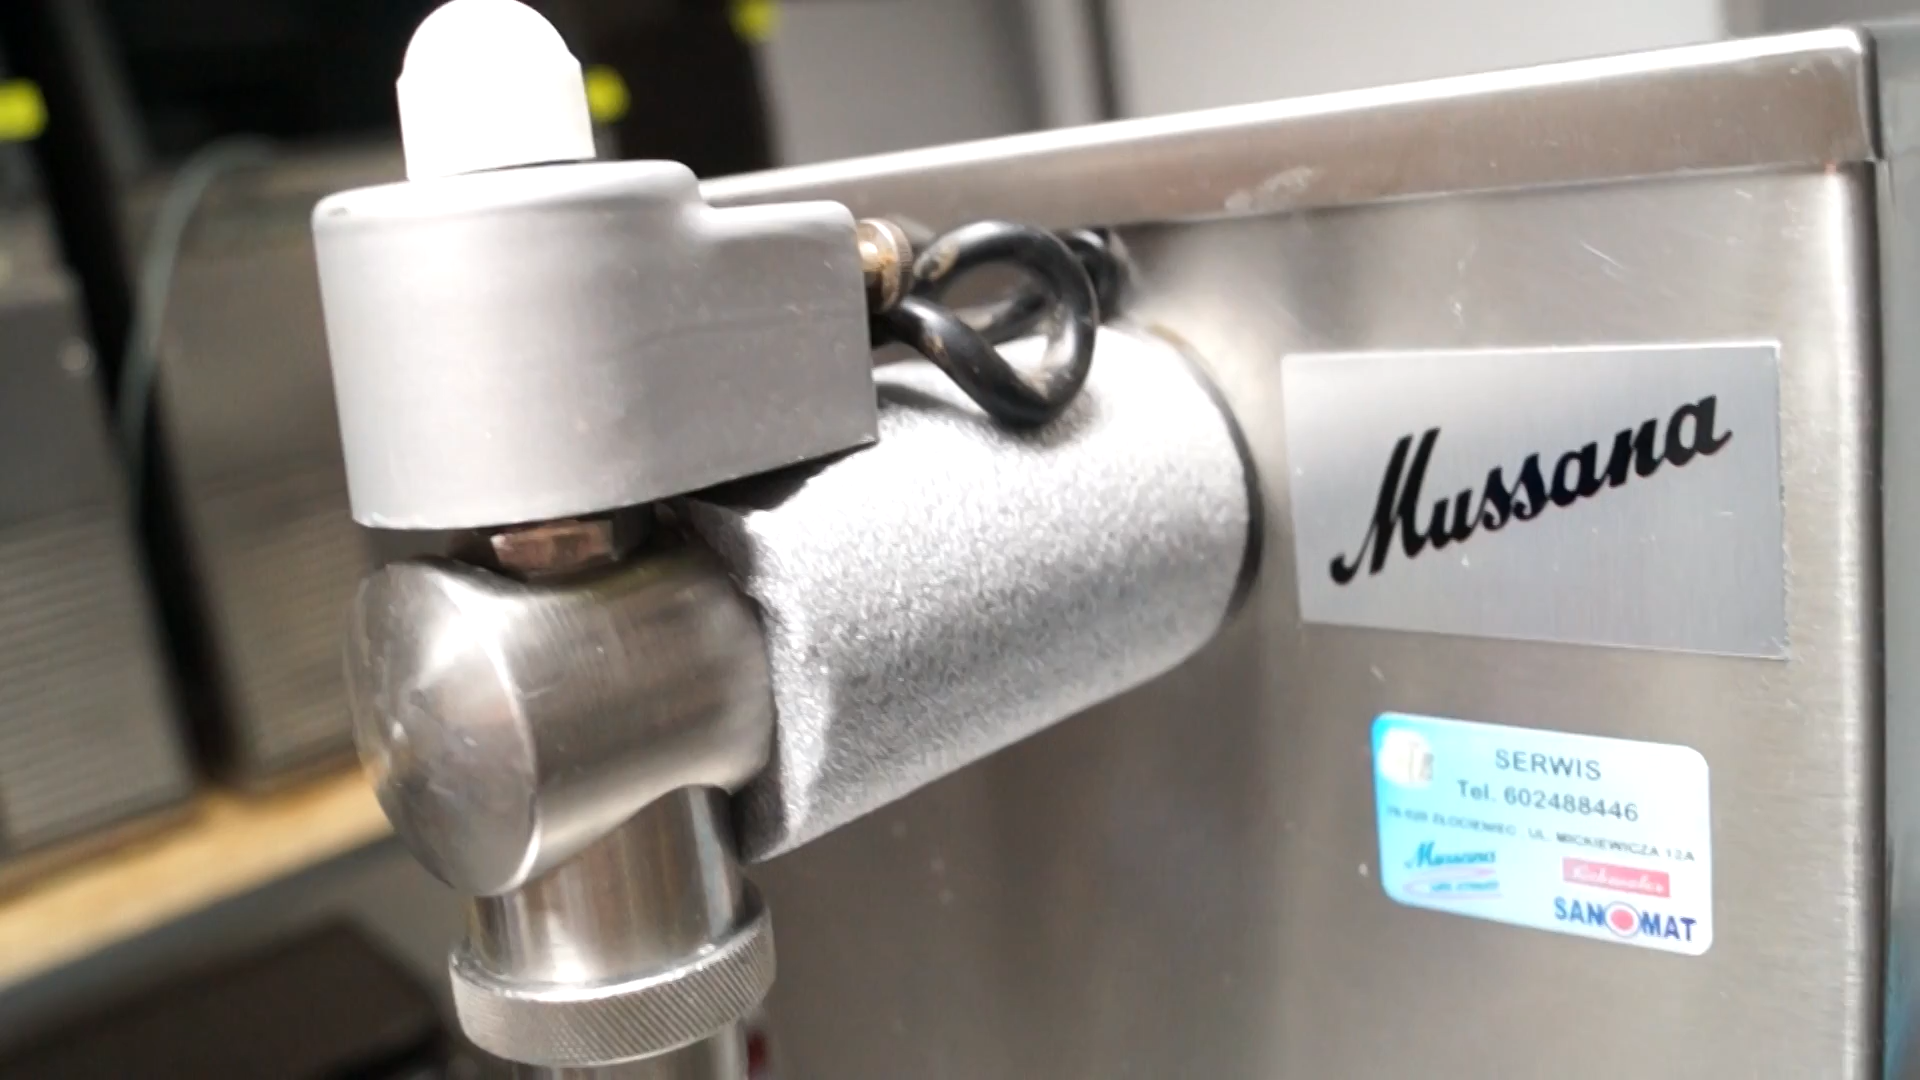 Mussana
SERWIS
Tel. 602488446
ZŁOCIENIEC UL. MICKIEWICZA 12A
Mussana
SANOMAT